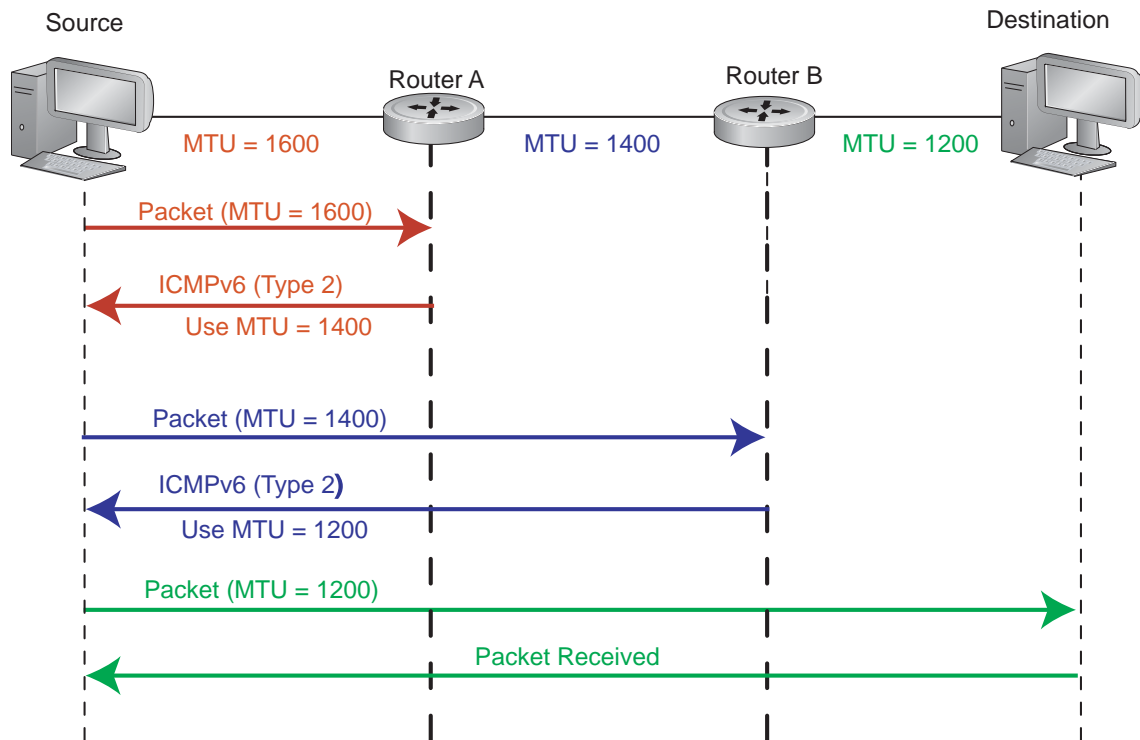 Source
Destination
Router A
Router B
MTU = 1600
MTU = 1400
MTU = 1200
Packet (MTU = 1600)
ICMPv6 (Type 2)
Use MTU = 1400
Packet (MTU = 1400)
ICMPv6 (Type 2)
Use MTU = 1200
Packet (MTU = 1200)
Packet Received